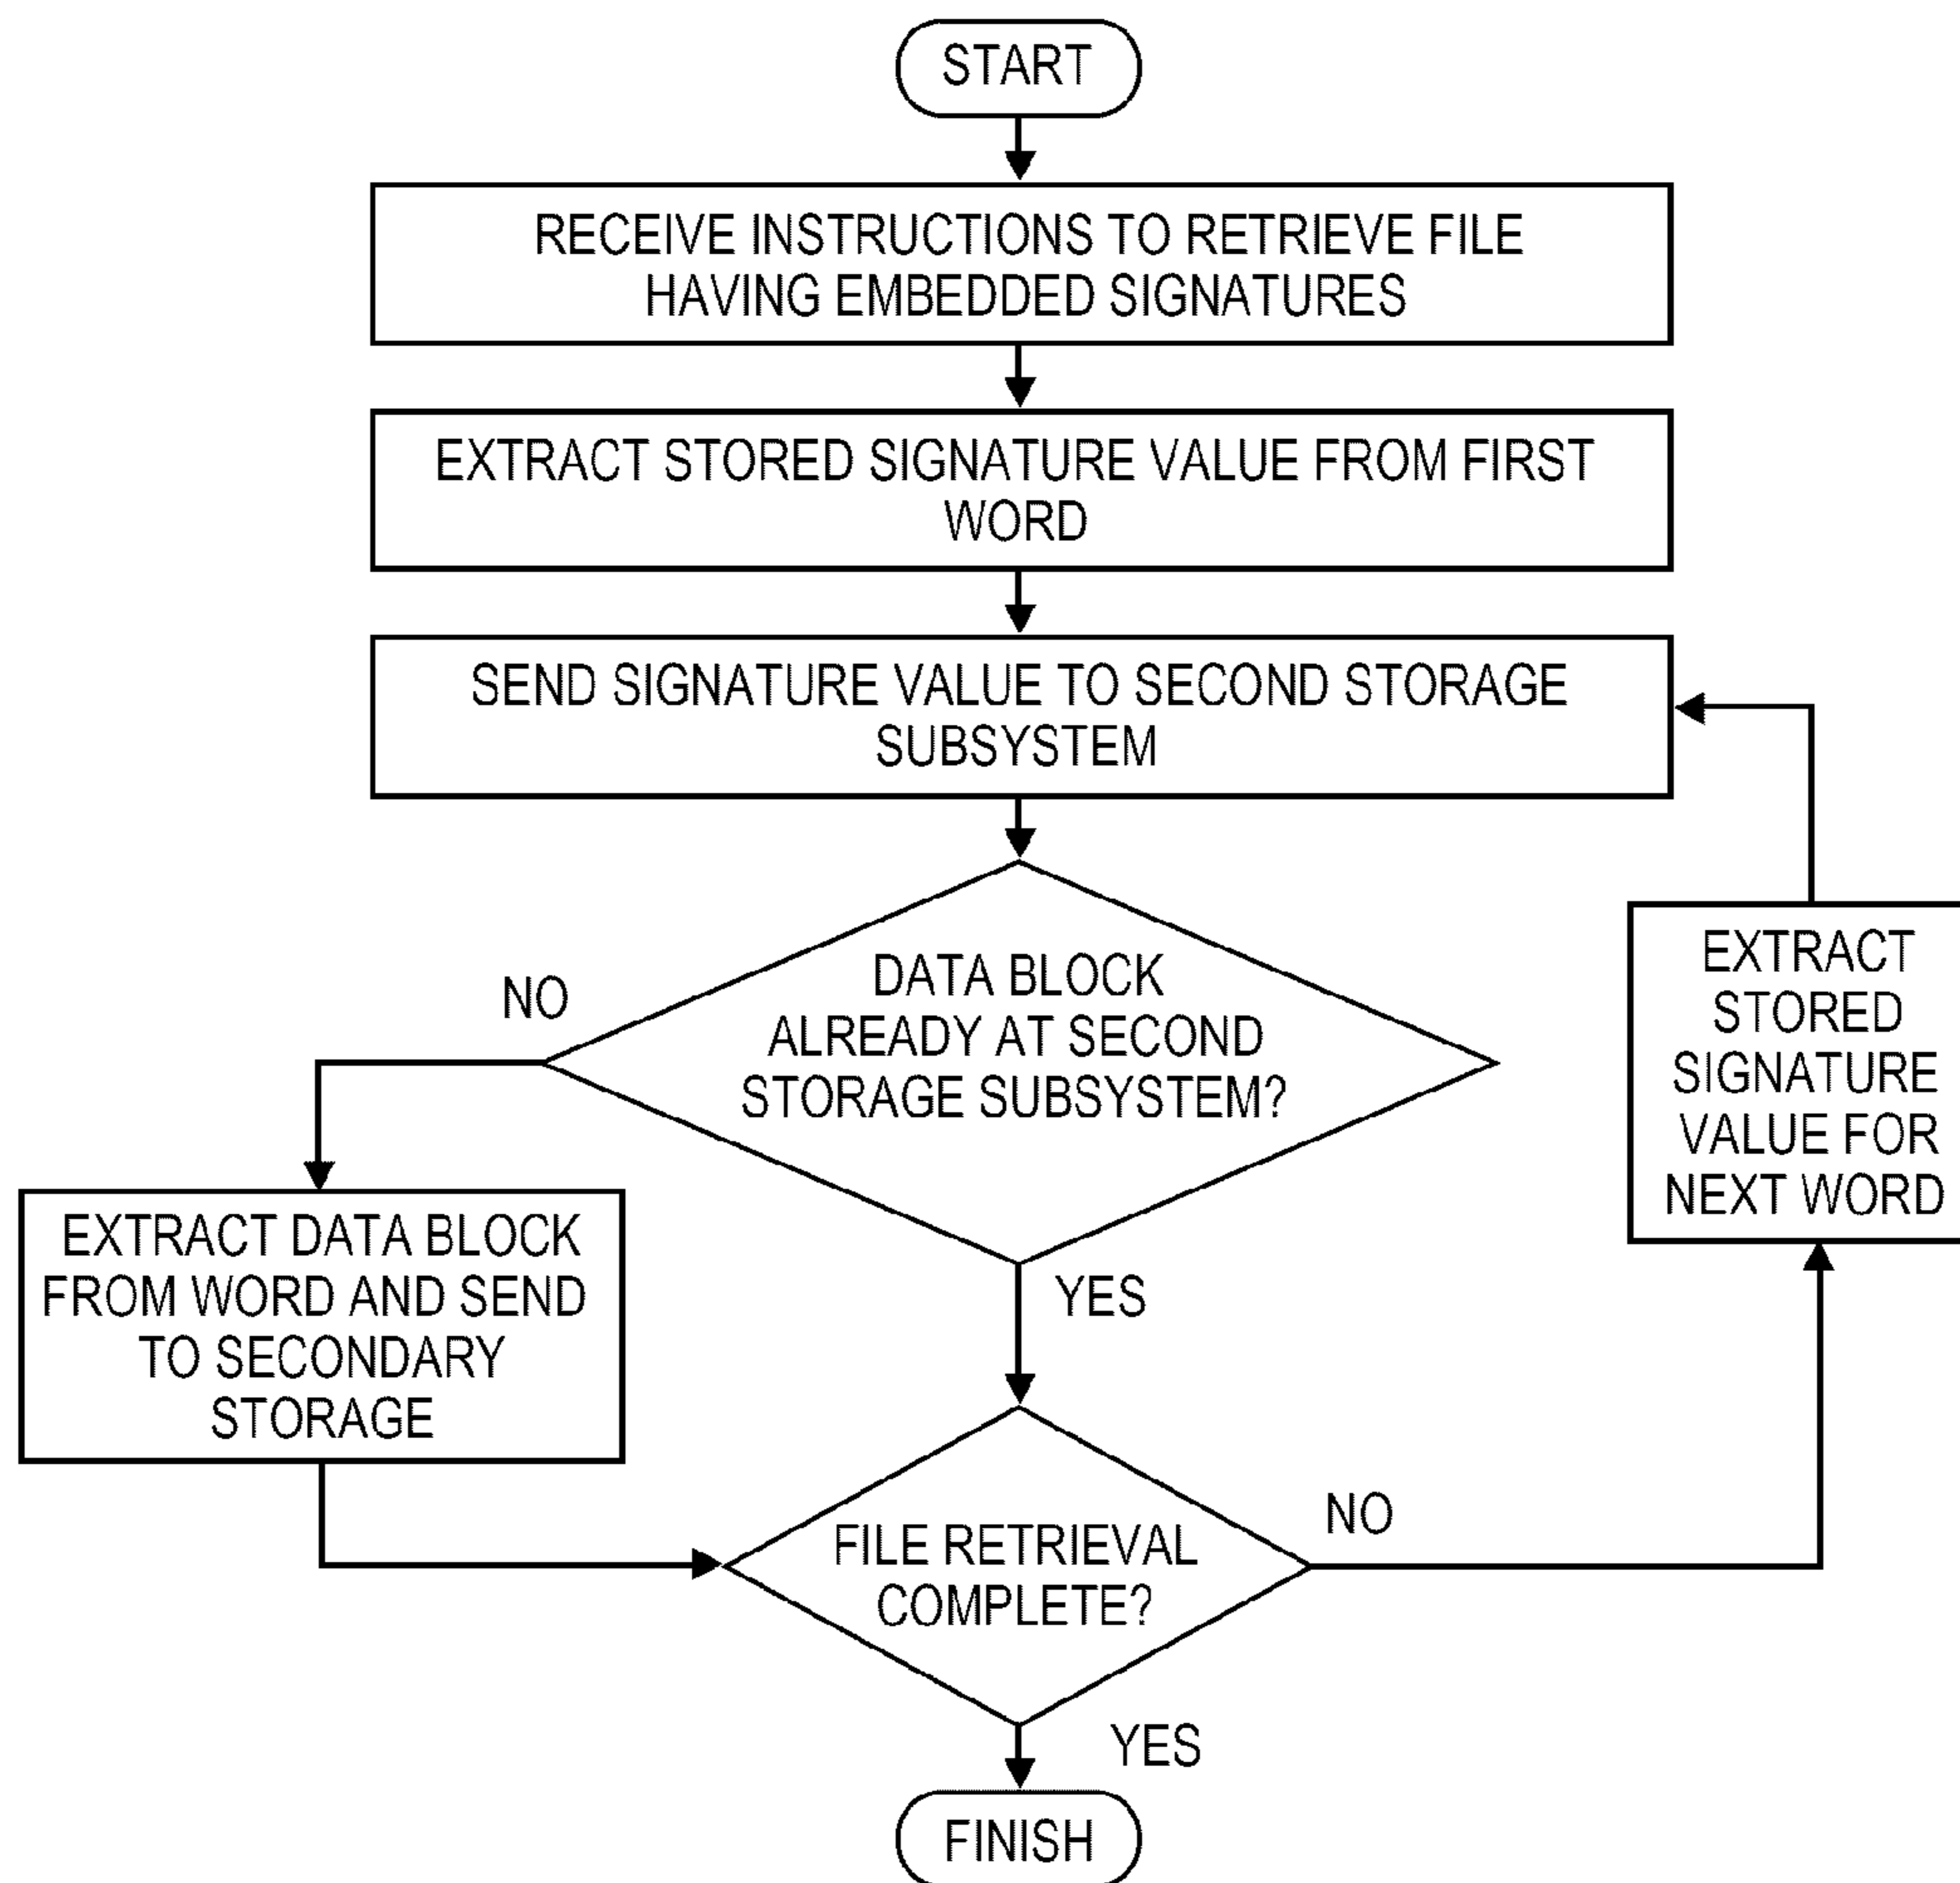 START
RECEIVE INSTRUCTIONS TO RETRIEVE FILE
HAVING EMBEDDED SIGNATURES
EXTRACT STORED SIGNATURE VALUE FROM FIRST
WORD
SEND SIGNATURE VALUE TO SECOND STORAGE
SUBSYSTEM
DATA BLOCK
ALREADY AT SECOND
STORAGE SUBSYSTEM?
NO
YES
EXTRACT DATA BLOCK
FROM WORD AND SEND
TO SECONDARY
STORAGE
FILE RETRIEVAL
COMPLETE?
NO
EXTRACT
STORED
SIGNATURE
VALUE FOR
NEXT WORD
YES
FINISH